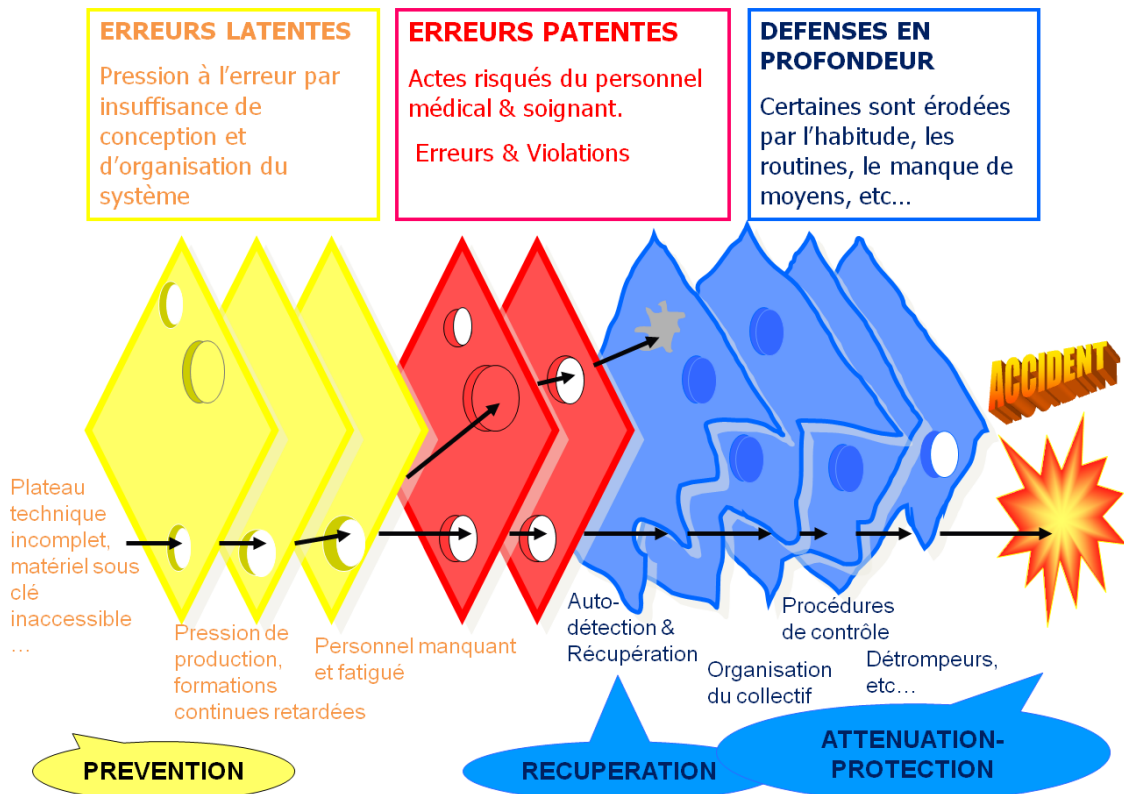 ERREURS LATENTES
Pression à l’erreur par
insuffisance de
conception et
d’organisation du
système
ERREURS PATENTES
Actes risqués du personnel
médical & soignant.
Erreurs & Violations
DEFENSES EN
PROFONDEUR
Certaines sont érodées
par l’habitude, les
routines, le manque de
moyens, etc...
ACCIDENT
Plateau
technique
incomplet,
matériel sous
clé
inaccessible
…
Pression de
production,
formations
continues retardées
Personnel manquant
et fatigué
Auto-
détection &
Récupération
Organisation
du collectif
Procédures
de contrôle
Détrompeurs,
etc…
PREVENTION
RECUPERATION
ATTENUATION-
PROTECTION